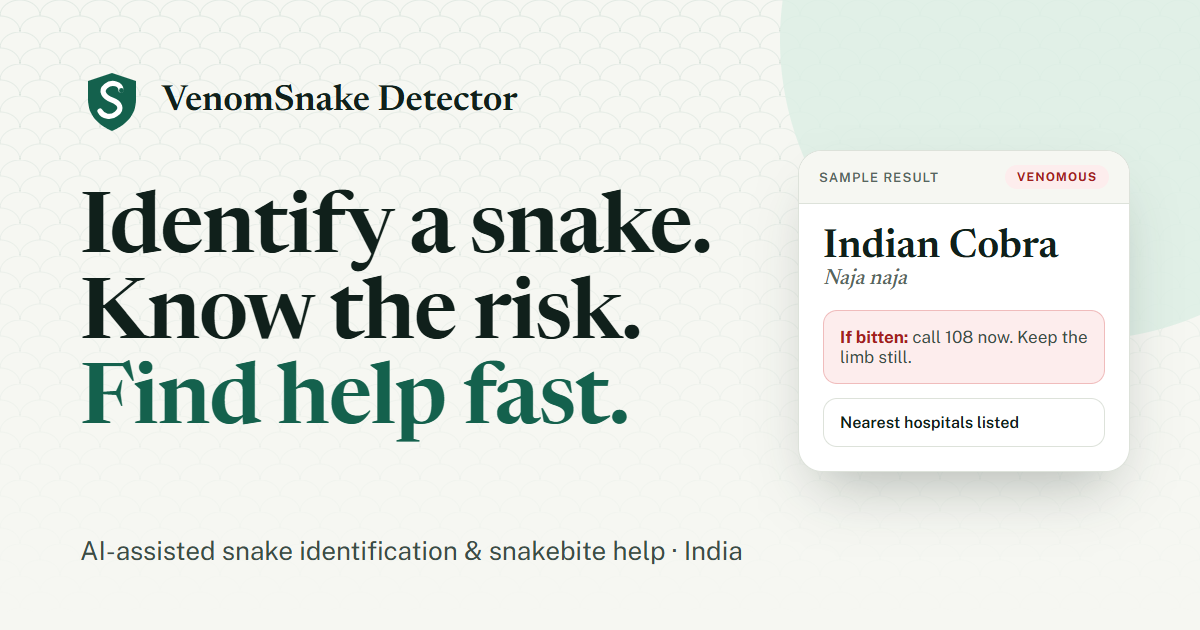 VenomSnake Detector
Identify a snake.
Know the risk.
Find help fast.
AI-assisted snake identification & snakebite help · India
SAMPLE RESULT
VENOMOUS
Indian Cobra
Naja naja
If bitten: call 108 now. Keep the
limb still.
Nearest hospitals listed